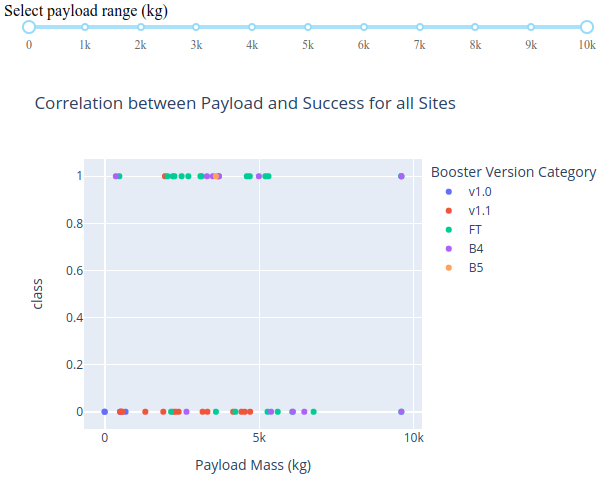 Select payload range (kg)
0 1k 2k 3k 4k 5k 6k 7k 8k 9k 10k
Correlation between Payload and Success for all Sites
Booster Version Category
v1.0
v1.1
FT
B4
B5
class
1
0.8
0.6
0.4
0.2
0
0 5k 10k
Payload Mass (kg)